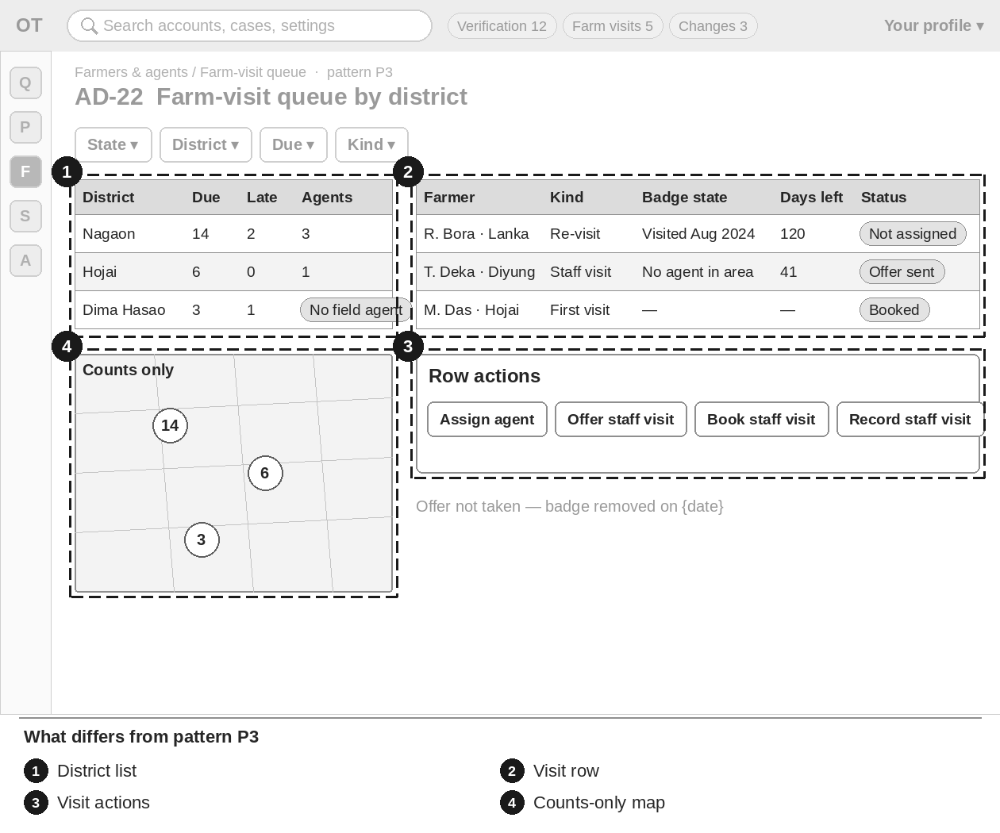 OT Search accounts, cases, settings Verification 12 Farm visits 5 Changes 3 Your profile ▾
Q
P
F
S
A
Farmers & agents / Farm-visit queue · pattern P3
AD-22 Farm-visit queue by district
State ▾ District ▾ Due ▾ Kind ▾
1
District Due Late Agents
Nagaon 14 2 3
Hojai 6 0 1
Dima Hasao 3 1 No field agent
2
Farmer Kind Badge state Days left Status
R. Bora · Lanka Re-visit Visited Aug 2024 120 Not assigned
T. Deka · Diyung Staff visit No agent in area 41 Offer sent
M. Das · Hojai First visit — — Booked
4
Counts only
14
6
3
3
Row actions
Assign agent Offer staff visit Book staff visit Record staff visit
Offer not taken — badge removed on {date}
What differs from pattern P3
1 District list
2 Visit row
3 Visit actions
4 Counts-only map